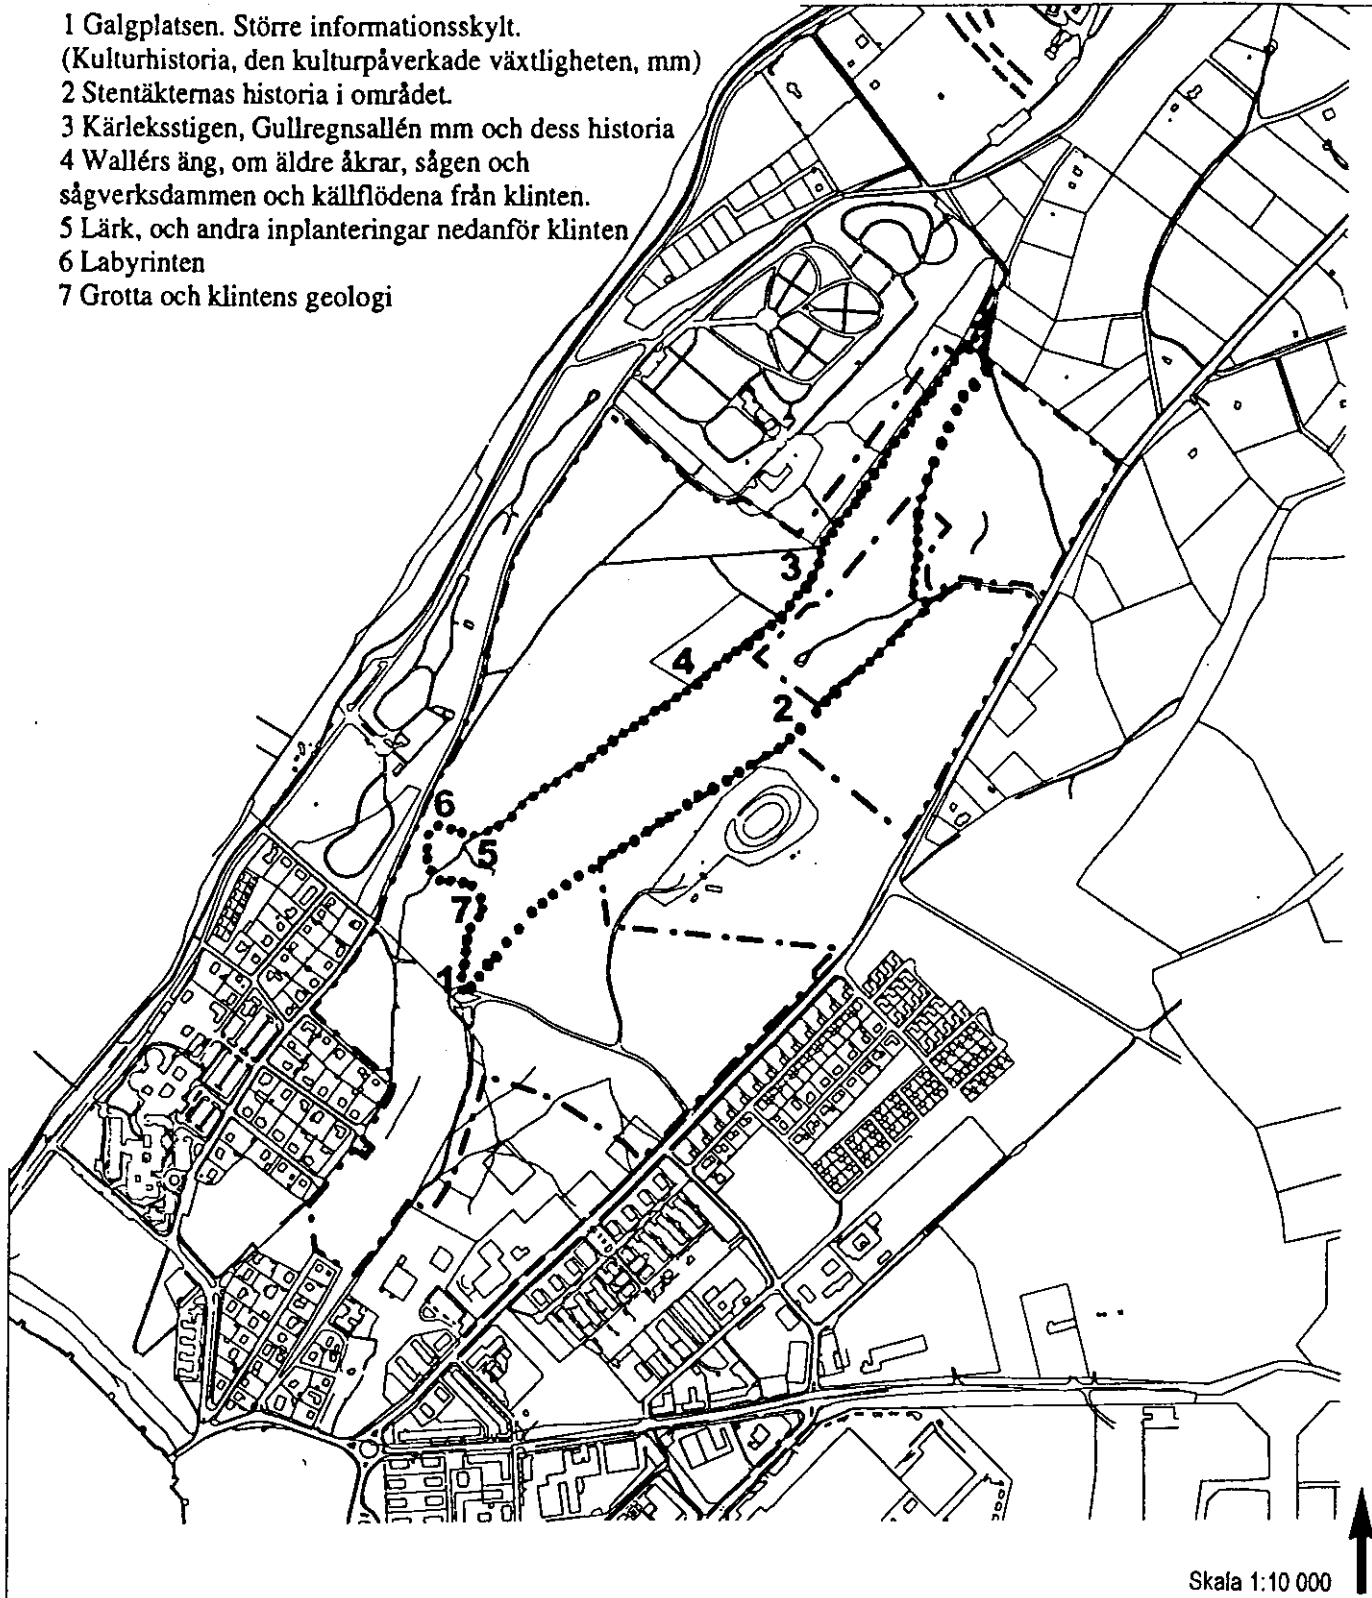 1 Galgplatsen. Större informationsskylt.
(Kulturhistoria, den kulturpåverkade växtligheten, mm)
2 Stentäkternas historia i området.
3 Kärleksstigen, Gullregnsallén mm och dess historia
4 Wallérs äng, om äldre åkrar, sågen och
sågverksdammen och källflödena från klinten.
5 Lärk, och andra inplanteringar nedanför klinten
6 Labyrinten
7 Grotta och klintens geologi
3
4
2
6
5
7
1
Skala 1:10 000